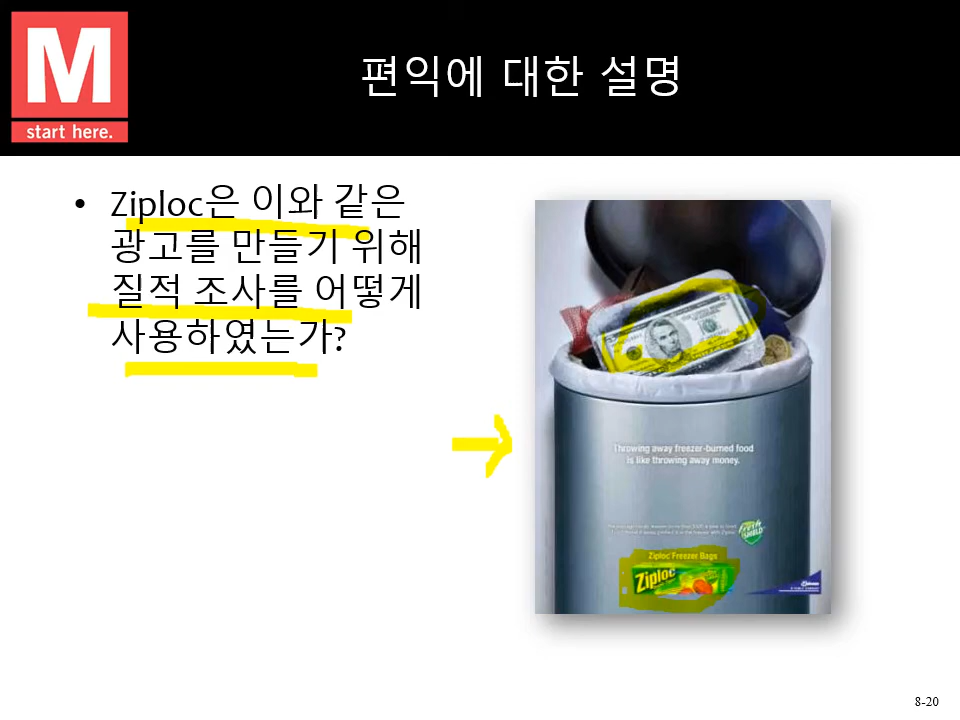 M
start here.
편익에 대한 설명
• Ziploc은 이와 같은
광고를 만들기 위해
질적 조사를 어떻게
사용하였는가?
Throwing away freezer-burned food
is like throwing away money.
Ziploc Freezer Bags
Ziploc
8-20